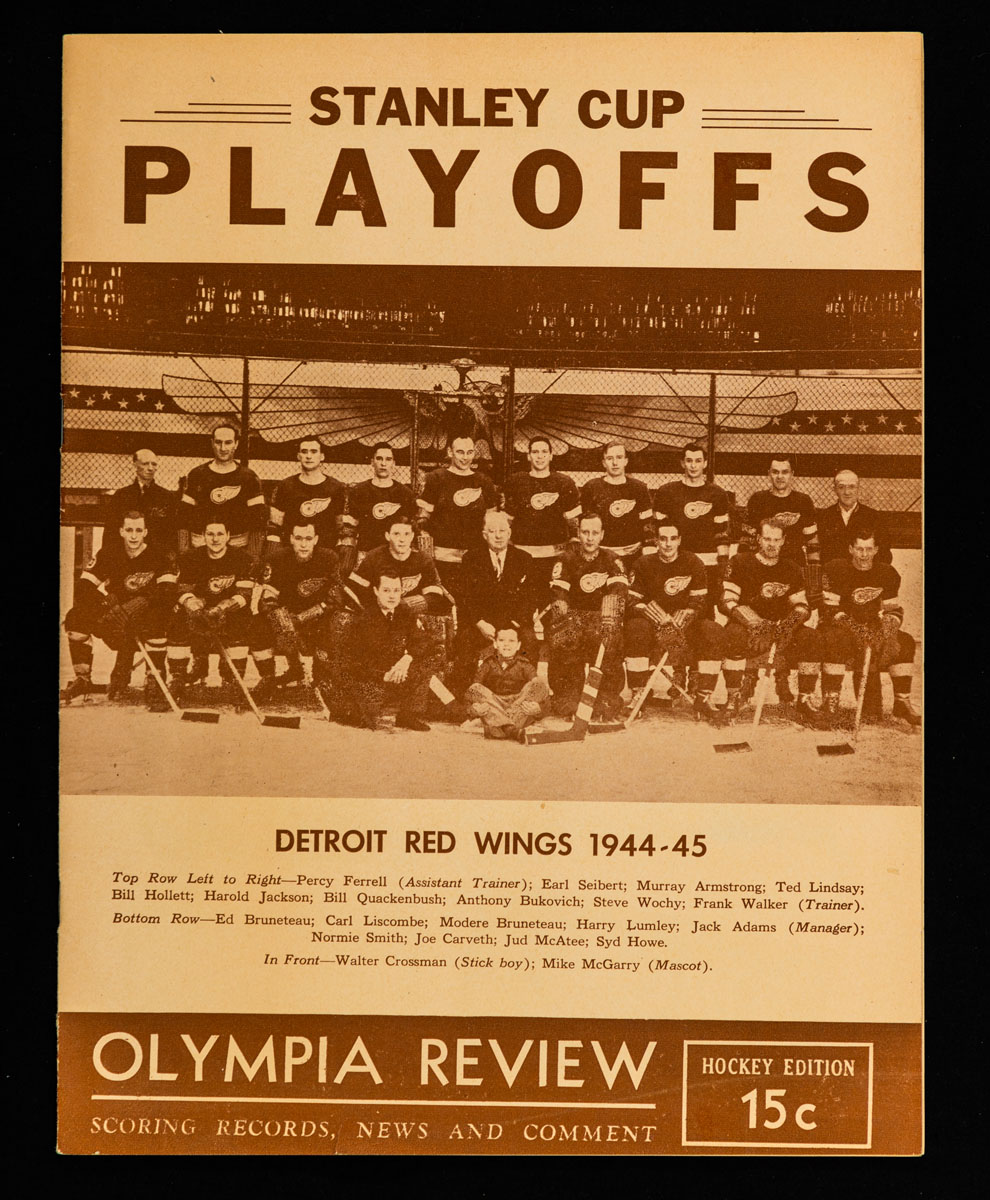 STANLEY CUP
PLAYOFFS
DETROIT RED WINGS 1944-45
Top Row Left to Right—Percy Ferrell (Assistant Trainer); Earl Seibert; Murray Armstrong; Ted Lindsay;
Bill Hollett; Harold Jackson; Bill Quackenbush; Anthony Bukovich; Steve Wochy; Frank Walker (Trainer).
Bottom Row—Ed Bruneteau; Carl Liscombe; Modere Bruneteau; Harry Lumley; Jack Adams (Manager);
Normie Smith; Joe Carveth; Jud McAtee; Syd Howe.
In Front—Walter Crossman (Stick boy); Mike McGarry (Mascot).
OLYMPIA REVIEW
SCORING RECORDS, NEWS AND COMMENT
HOCKEY EDITION
15c